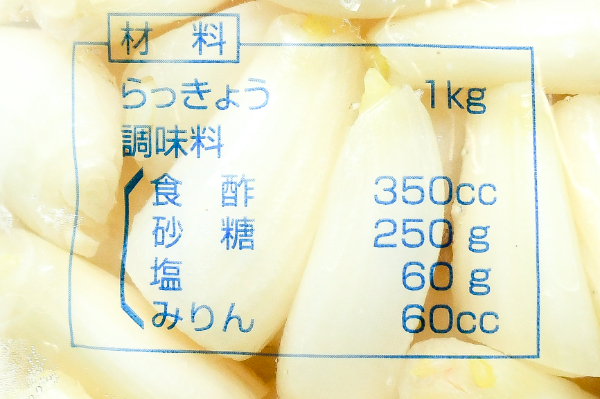 材 料
らっきょう 1kg
調味料
食 酢 350cc
砂 糖 250g
塩 60g
みりん 60cc